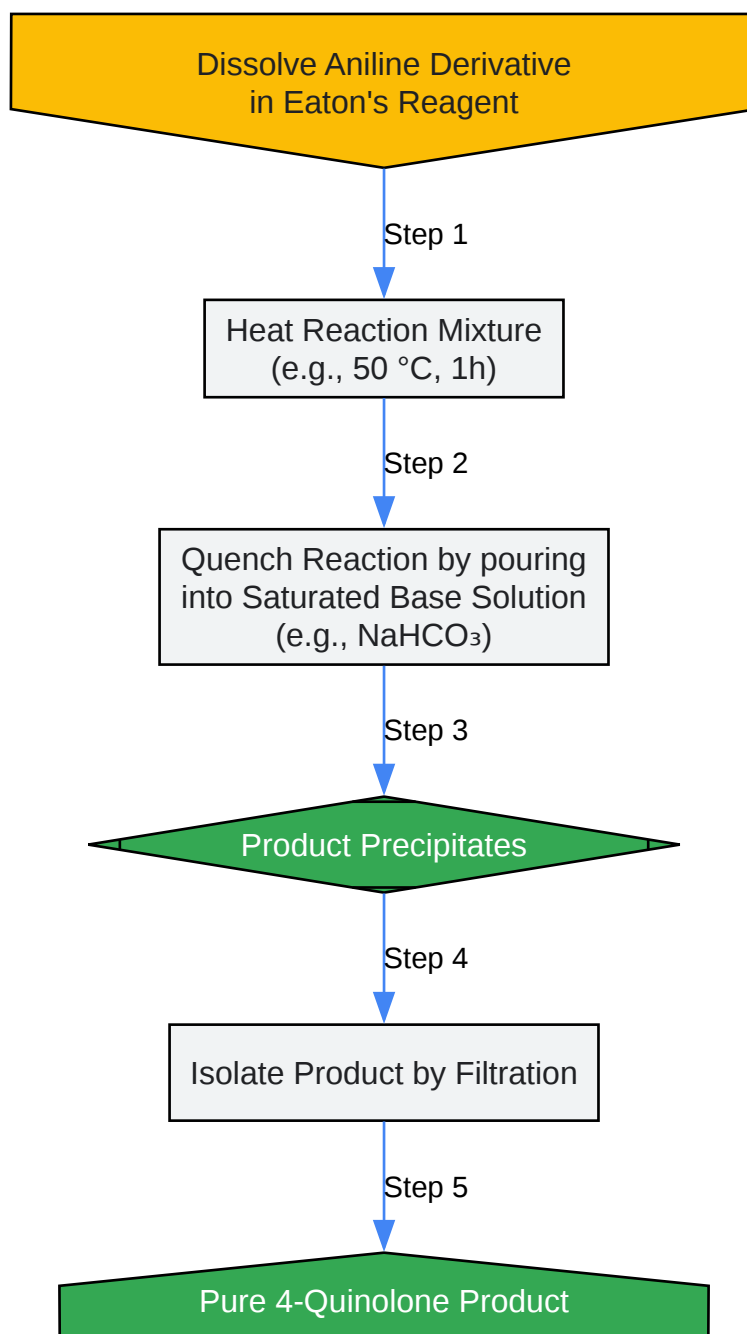 Dissolve Aniline Derivative
in Eaton's Reagent
Step 1
Heat Reaction Mixture
(e.g., 50 °C, 1h)
Step 2
Quench Reaction by pouring
into Saturated Base Solution
(e.g., NaHCO₃)
Step 3
Product Precipitates
Step 4
Isolate Product by Filtration
Step 5
Pure 4-Quinolone Product